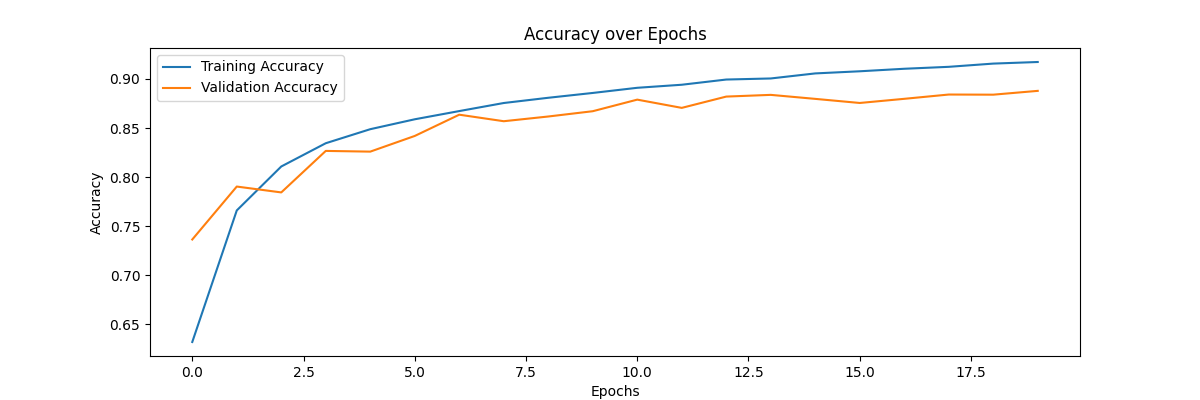 Accuracy over Epochs
Training Accuracy
Validation Accuracy
Accuracy
0.90
0.85
0.80
0.75
0.70
0.65
0.0 2.5 5.0 7.5 10.0 12.5 15.0 17.5
Epochs